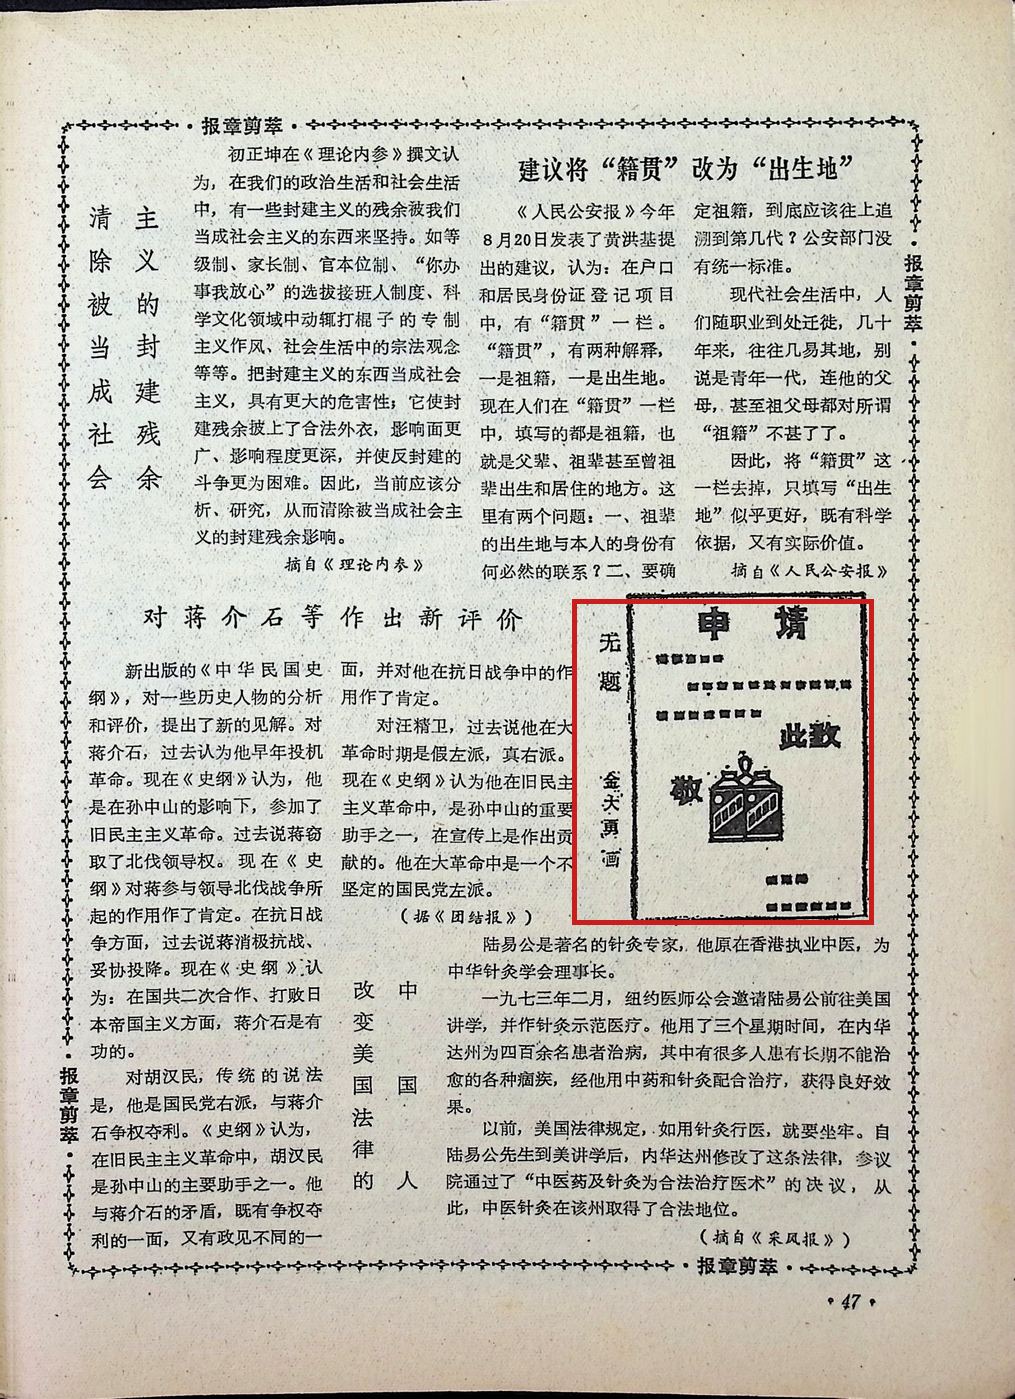 ·报章剪萃·
清除被当成社会
主义的封建残余
初正坤在《理论内参》撰文认
为，在我们的政治生活和社会生活
中，有一些封建主义的残余被我们
当成社会主义的东西来坚持。如等
级制、家长制、官本位制、“你办
事我放心”的选拔接班人制度、科
学文化领域中动辄打棍子的专制
主义作风、社会生活中的宗法观念
等等。把封建主义的东西当成社会
主义，具有更大的危害性；它使封
建残余披上了合法外衣，影响面更
广、影响程度更深，并使反封建的
斗争更为困难。因此，当前应该分
析、研究，从而清除被当成社会主
义的封建残余影响。
摘自《理论内参》
建议将“籍贯”改为“出生地”
《人民公安报》今年
8月20日发表了黄洪基提
出的建议，认为：在户口
和居民身份证登记项目
中，有“籍贯”一栏。
“籍贯”，有两种解释，
一是祖籍，一是出生地。
现在人们在“籍贯”一栏
中，填写的都是祖籍，也
就是父辈、祖辈甚至曾祖
辈出生和居住的地方。这
里有两个问题：一、祖辈
的出生地与本人的身份有
何必然的联系？二、要确
定祖籍，到底应该往上追
溯到第几代？公安部门没
有统一标准。
现代社会生活中，人
们随职业到处迁徙，几十
年来，往往几易其地，别
说是青年一代，连他的父
母，甚至祖父母都对所谓
“祖籍”不甚了了。
因此，将“籍贯”这
一栏去掉，只填写“出生
地”似乎更好，既有科学
依据，又有实际价值。
摘自《人民公安报》
·报章剪萃·
对蒋介石等作出新评价
新出版的《中华民国史
纲》，对一些历史人物的分析
和评价，提出了新的见解。对
蒋介石，过去认为他早年投机
革命。现在《史纲》认为，他
是在孙中山的影响下，参加了
旧民主主义革命。过去说蒋窃
取了北伐领导权。现在《史
纲》对蒋参与领导北伐战争所
起的作用作了肯定。在抗日战
争方面，过去说蒋消极抗战、
妥协投降。现在《史纲》认
为：在国共二次合作、打败日
本帝国主义方面，蒋介石是有
功的。
对胡汉民，传统的说法
是，他是国民党右派，与蒋介
石争权夺利。《史纲》认为，
在旧民主主义革命中，胡汉民
是孙中山的主要助手之一。他
与蒋介石的矛盾，既有争权夺
利的一面，又有政见不同的一
面，并对他在抗日战争中的作
用作了肯定。
对汪精卫，过去说他在大
革命时期是假左派，真右派。
现在《史纲》认为他在旧民主
主义革命中，是孙中山的重要
助手之一，在宣传上是作出贡
献的。他在大革命中是一个不
坚定的国民党左派。
（据《团结报》）
无题
金大勇画
申请
此致
敬
中国人
改变美国法律的
陆易公是著名的针灸专家，他原在香港执业中医，为
中华针灸学会理事长。
一九七三年二月，纽约医师公会邀请陆易公前往美国
讲学，并作针灸示范医疗。他用了三个星期时间，在内华
达州为四百余名患者治病，其中有很多人患有长期不能治
愈的各种痼疾，经他用中药和针灸配合治疗，获得良好效
果。
以前，美国法律规定，如用针灸行医，就要坐牢。自
陆易公先生到美讲学后，内华达州修改了这条法律，参议
院通过了“中医药及针灸为合法治疗医术”的决议，从
此，中医针灸在该州取得了合法地位。
（摘自《采风报》）
·报章剪萃·
·报章剪萃·
·47·